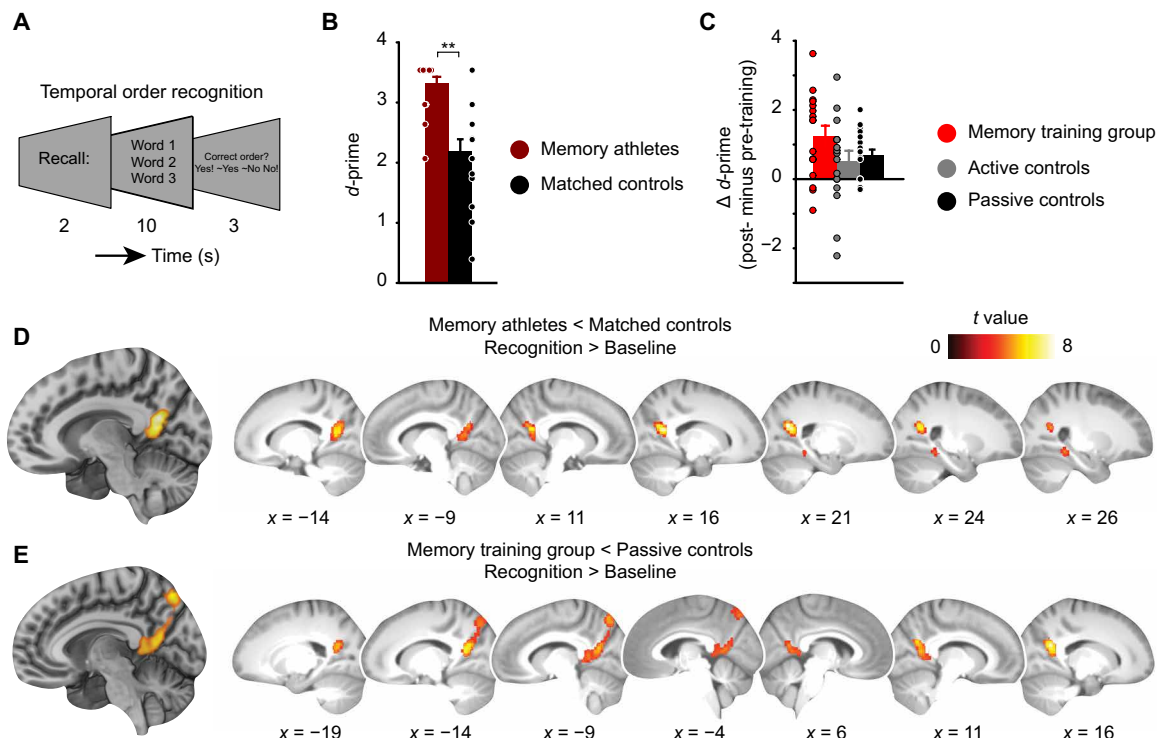 A
Temporal order recognition
Recall:
Word 1
Word 2
Word 3
Correct order?
Yes! ~Yes ~No No!
2
10
3
Time (s)
B
d-prime
4
3
2
1
0
**
Memory athletes
Matched controls
C
Δ d-prime
(post- minus pre-training)
4
2
0
−2
Memory training group
Active controls
Passive controls
D
Memory athletes < Matched controls
Recognition > Baseline
t value
0
8
x = −14
x = −9
x = 11
x = 16
x = 21
x = 24
x = 26
E
Memory training group < Passive controls
Recognition > Baseline
x = −19
x = −14
x = −9
x = −4
x = 6
x = 11
x = 16